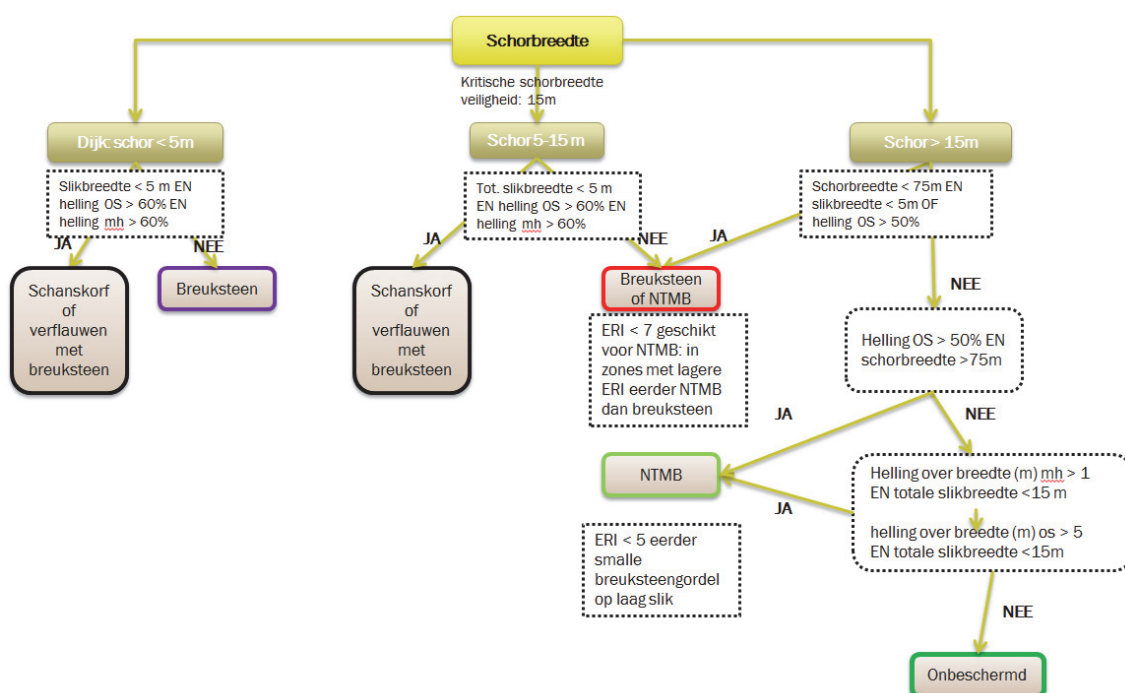 Schorbreedte
Kritische schorbreedte
veiligheid: 15m
Dijk: schor < 5m
Schor 5-15 m
Schor > 15m
Slikbreedte < 5 m EN
helling OS > 60% EN
helling mh > 60%
Tot. slikbreedte < 5 m
EN helling OS > 60% EN
helling mh > 60%
Schorbreedte < 75m EN
slikbreedte < 5m OF
helling OS > 50%
JA
NEE
JA
NEE
JA
NEE
Schanskorf
of
verflauwen
met
breuksteen
Breuksteen
Schanskorf
of
verflauwen
met
breuksteen
Breuksteen
of NTMB
ERI < 7 geschikt
voor NTMB: in
zones met lagere
ERI eerder NTMB
dan breuksteen
Helling OS > 50% EN
schorbreedte >75m
JA
NEE
NTMB
Helling over breedte (m) mh > 1
EN totale slikbreedte <15 m
helling over breedte (m) os > 5
EN totale slikbreedte <15m
JA
ERI < 5 eerder
smalle
breuksteengordel
op laag slik
NEE
Onbeschermd